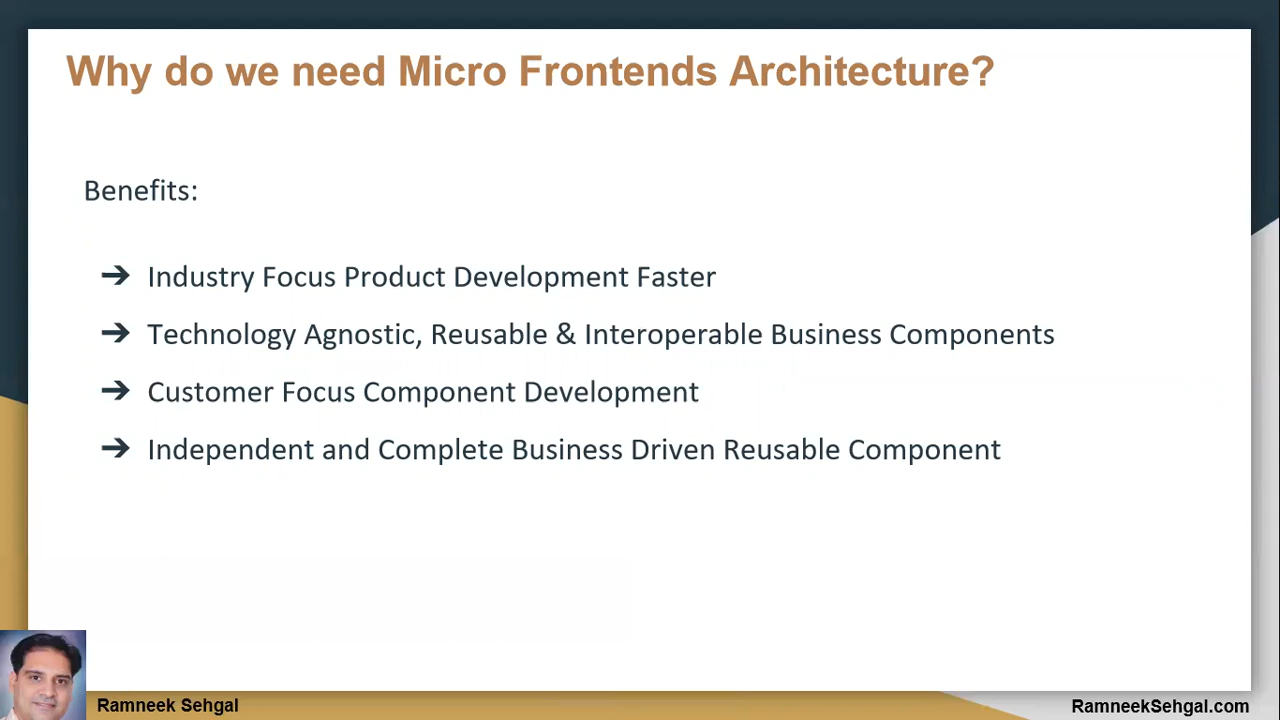 Why do we need Micro Frontends Architecture?
Benefits:
➔ Industry Focus Product Development Faster
➔ Technology Agnostic, Reusable & Interoperable Business Components
➔ Customer Focus Component Development
➔ Independent and Complete Business Driven Reusable Component
Ramneek Sehgal
RamneekSehgal.com